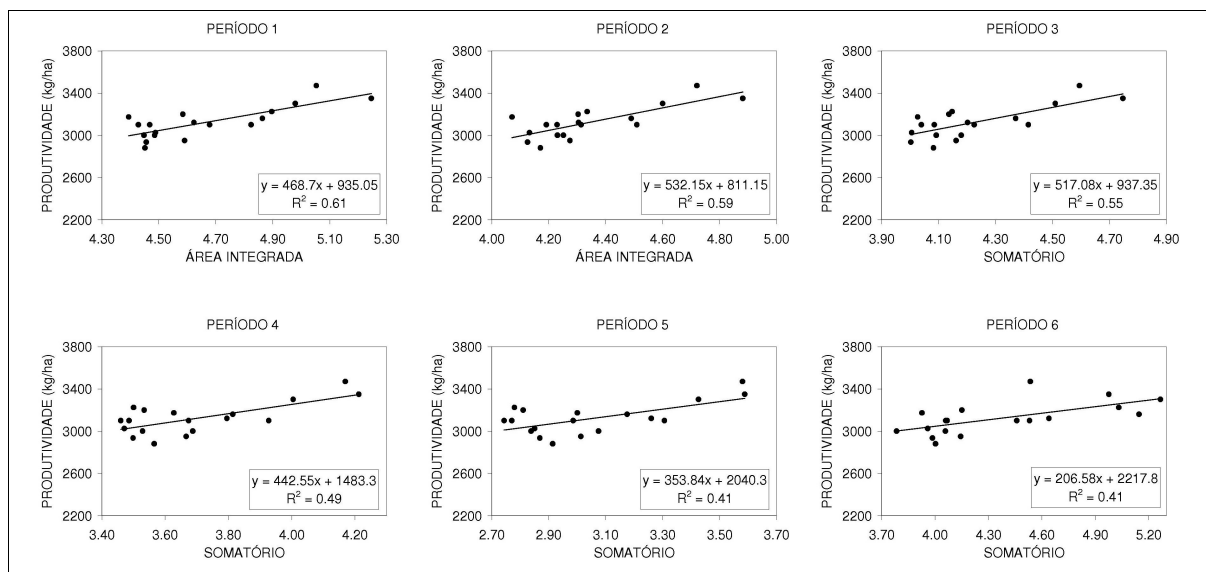 PERÍODO 1
PRODUTIVIDADE (kg/ha)
3800
3400
3000
2600
2200
y = 468.7x + 935.05
R² = 0.61
4.30 4.50 4.70 4.90 5.10 5.30
ÁREA INTEGRADA
PERÍODO 2
PRODUTIVIDADE (kg/ha)
3800
3400
3000
2600
2200
y = 532.15x + 811.15
R² = 0.59
4.00 4.20 4.40 4.60 4.80 5.00
ÁREA INTEGRADA
PERÍODO 3
PRODUTIVIDADE (kg/ha)
3800
3400
3000
2600
2200
y = 517.08x + 937.35
R² = 0.55
3.90 4.10 4.30 4.50 4.70 4.90
SOMATÓRIO
PERÍODO 4
PRODUTIVIDADE (kg/ha)
3800
3400
3000
2600
2200
y = 442.55x + 1483.3
R² = 0.49
3.40 3.60 3.80 4.00 4.20
SOMATÓRIO
PERÍODO 5
PRODUTIVIDADE (kg/ha)
3800
3400
3000
2600
2200
y = 353.84x + 2040.3
R² = 0.41
2.70 2.90 3.10 3.30 3.50 3.70
SOMATÓRIO
PERÍODO 6
PRODUTIVIDADE (kg/ha)
3800
3400
3000
2600
2200
y = 206.58x + 2217.8
R² = 0.41
3.70 4.00 4.30 4.60 4.90 5.20
SOMATÓRIO